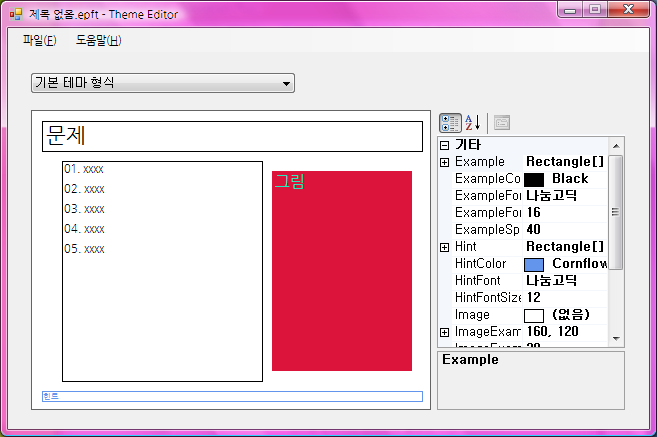 제목 없음.epft - Theme Editor
파일(F) 도움말(H)
기본 테마 형식
문제
01. xxxx
02. xxxx
03. xxxx
04. xxxx
05. xxxx
그림
힌트
기타
Example Rectangle[]
ExampleCo Black
ExampleFor 나눔고딕
ExampleFor 16
ExampleSp 40
Hint Rectangle[]
HintColor Cornflow
HintFont 나눔고딕
HintFontSize 12
Image (없음)
ImageExam 160, 120
Example